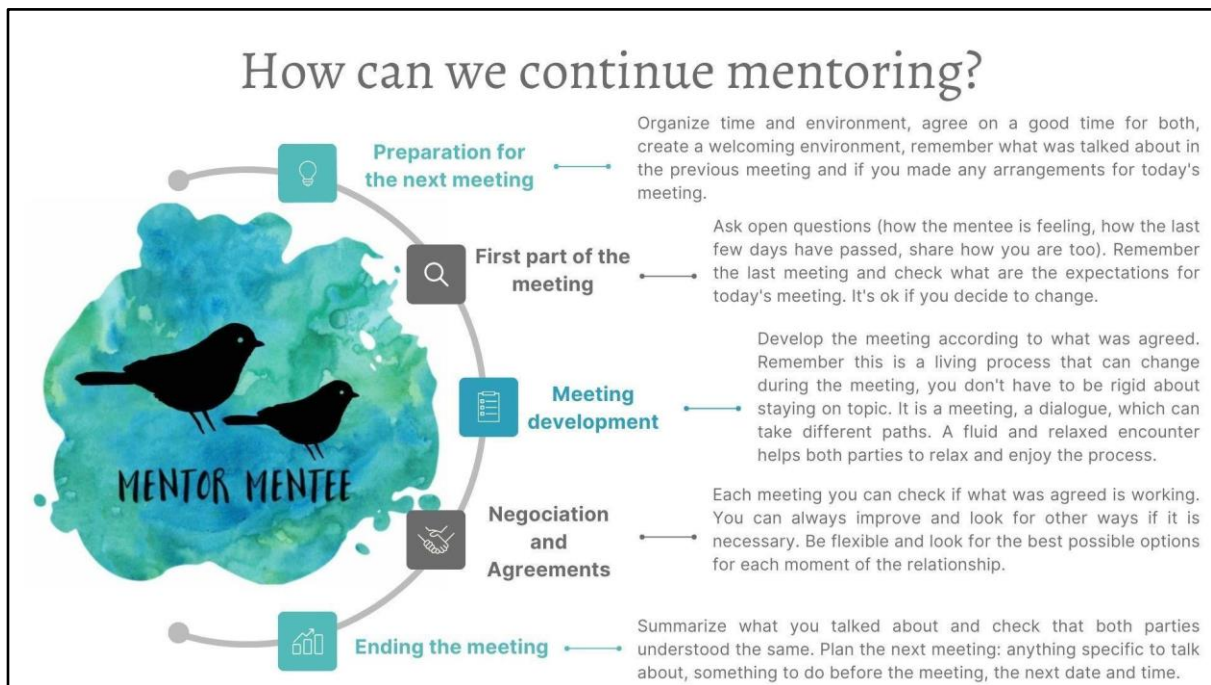 How can we continue mentoring?
Preparation for
the next meeting
Organize time and environment, agree on a good time for both,
create a welcoming environment, remember what was talked about in
the previous meeting and if you made any arrangements for today's
meeting.
First part of the
meeting
Ask open questions (how the mentee is feeling, how the last
few days have passed, share how you are too). Remember
the last meeting and check what are the expectations for
today's meeting. It's ok if you decide to change.
Meeting
development
Develop the meeting according to what was agreed.
Remember this is a living process that can change
during the meeting, you don't have to be rigid about
staying on topic. It is a meeting, a dialogue, which can
take different paths. A fluid and relaxed encounter
helps both parties to relax and enjoy the process.
MENTOR MENTEE
Negociation
and
Agreements
Each meeting you can check if what was agreed is working.
You can always improve and look for other ways if it is
necessary. Be flexible and look for the best possible options
for each moment of the relationship.
Ending the meeting
Summarize what you talked about and check that both parties
understood the same. Plan the next meeting: anything specific to talk
about, something to do before the meeting, the next date and time.